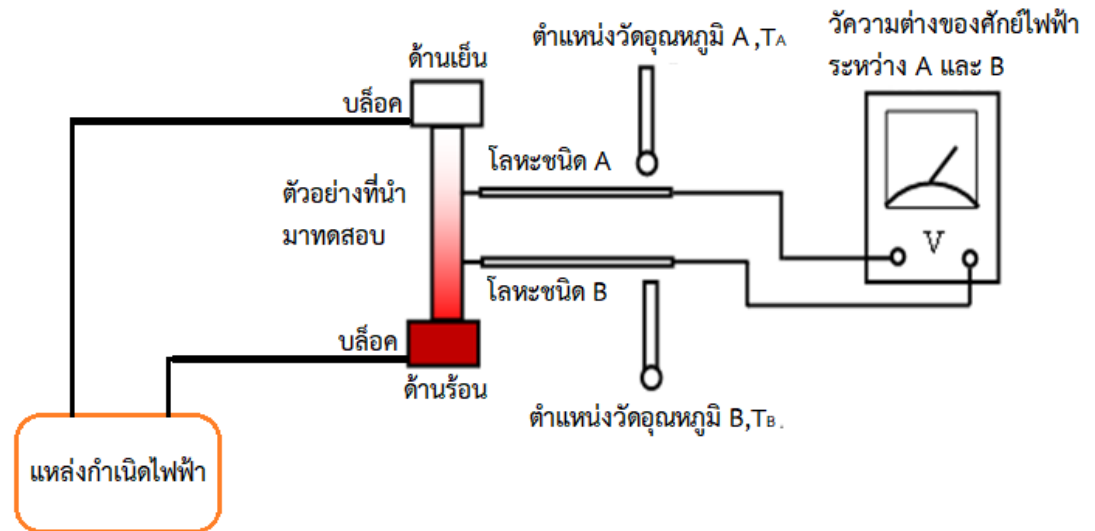 ตำแหน่งวัดอุณหภูมิ A ,TA
วัความต่างของศักย์ไฟฟ้า
ระหว่าง A และ B
ด้านเย็น
บล็อค
โลหะชนิด A
ตัวอย่างที่นำ
มาทดสอบ
V
โลหะชนิด B
บล็อค
ด้านร้อน
ตำแหน่งวัดอุณหภูมิ B,TB .
แหล่งกำเนิดไฟฟ้า